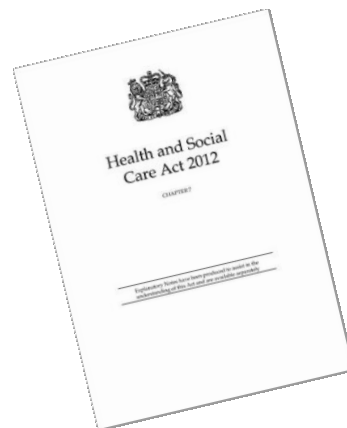 Health and Social
Care Act 2012
CHAPTER 7
Explanatory Notes have been produced to assist in the
understanding of this Act and are available separately